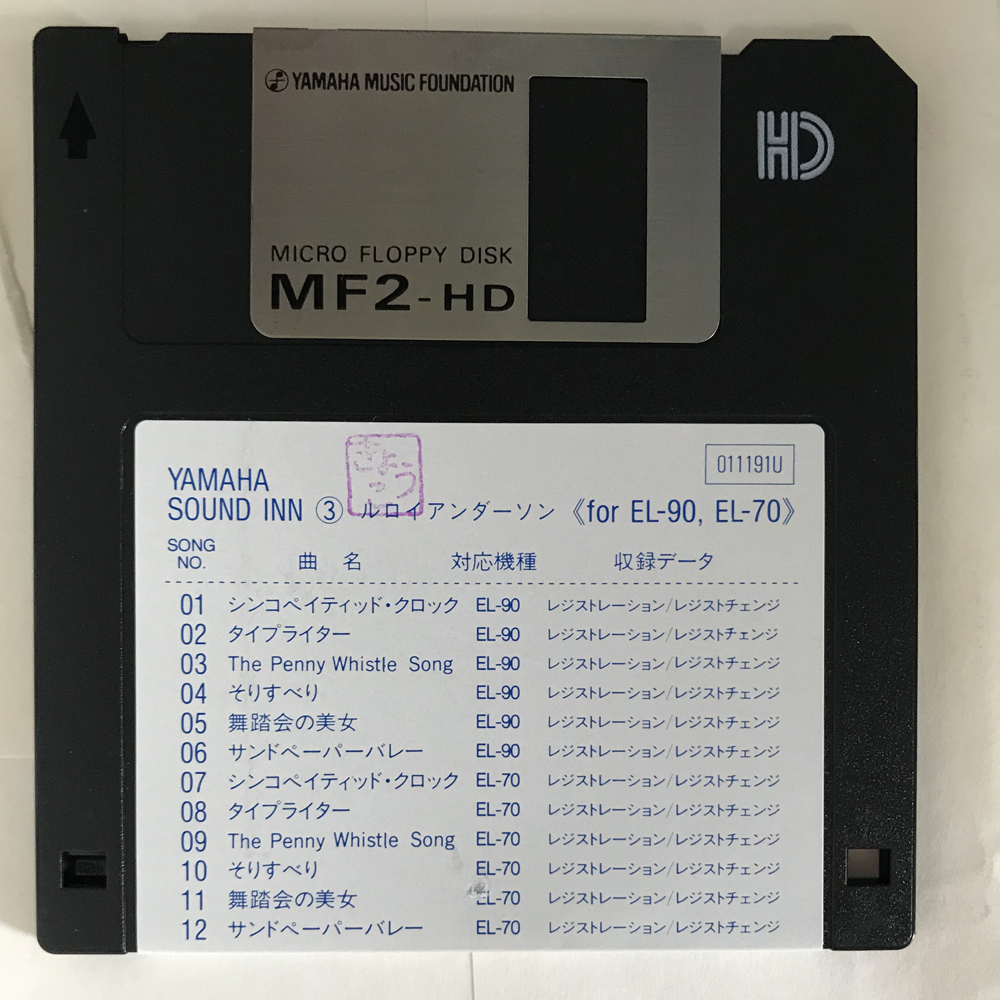 YAMAHA MUSIC FOUNDATION
HD
MICRO FLOPPY DISK
MF2-HD
きょう
っ
011191U
YAMAHA
SOUND INN ③ ルロイアンダーソン 《for EL-90, EL-70》
SONG NO. 曲 名 対応機種 収録データ
01 シンコペイティッド・クロック EL-90 レジストレーション/レジストチェンジ
02 タイプライター EL-90 レジストレーション/レジストチェンジ
03 The Penny Whistle Song EL-90 レジストレーション/レジストチェンジ
04 そりすべり EL-90 レジストレーション/レジストチェンジ
05 舞踏会の美女 EL-90 レジストレーション/レジストチェンジ
06 サンドペーパーバレー EL-90 レジストレーション/レジストチェンジ
07 シンコペイティッド・クロック EL-70 レジストレーション/レジストチェンジ
08 タイプライター EL-70 レジストレーション/レジストチェンジ
09 The Penny Whistle Song EL-70 レジストレーション/レジストチェンジ
10 そりすべり EL-70 レジストレーション/レジストチェンジ
11 舞踏会の美女 EL-70 レジストレーション/レジストチェンジ
12 サンドペーパーバレー EL-70 レジストレーション/レジストチェンジ